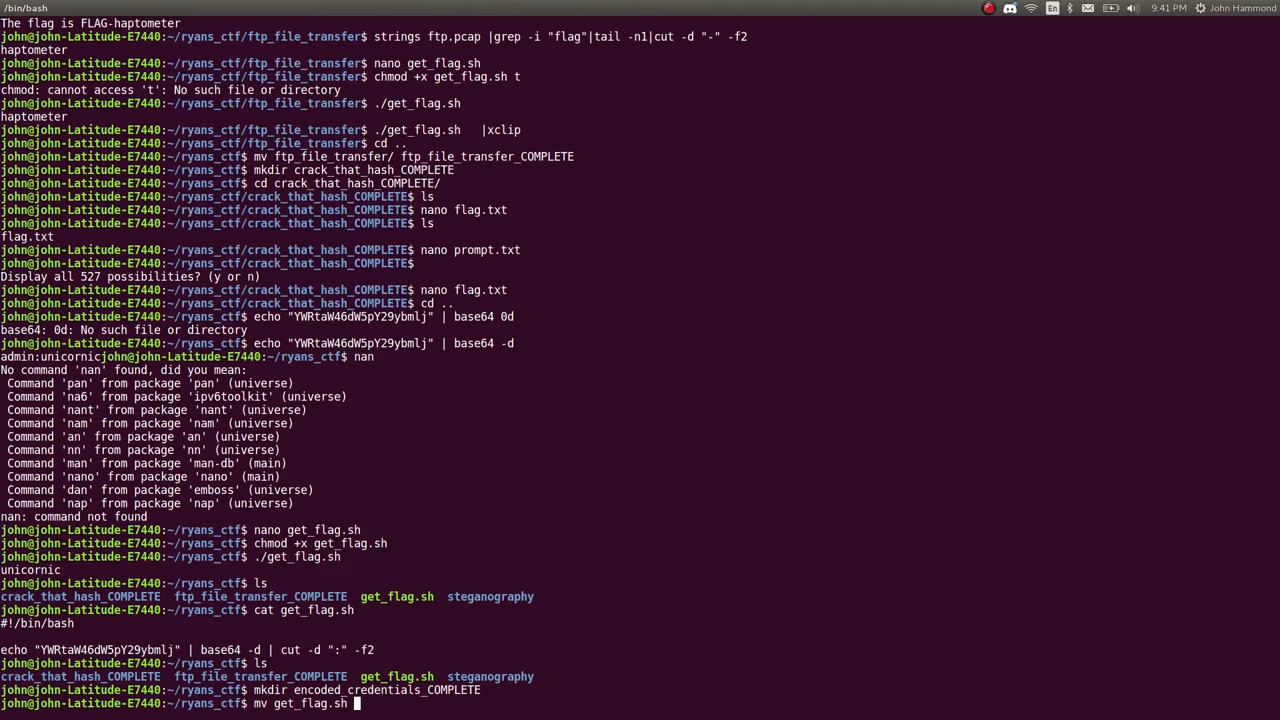 /bin/bash
En
9:41 PM
John Hammond
The flag is FLAG-haptometer
john@john-Latitude-E7440:~/ryans_ctf/ftp_file_transfer$ strings ftp.pcap |grep -i "flag"|tail -n1|cut -d "-" -f2
haptometer
john@john-Latitude-E7440:~/ryans_ctf/ftp_file_transfer$ nano get_flag.sh
john@john-Latitude-E7440:~/ryans_ctf/ftp_file_transfer$ chmod +x get_flag.sh t
chmod: cannot access 't': No such file or directory
john@john-Latitude-E7440:~/ryans_ctf/ftp_file_transfer$ ./get_flag.sh
haptometer
john@john-Latitude-E7440:~/ryans_ctf/ftp_file_transfer$ ./get_flag.sh   |xclip
john@john-Latitude-E7440:~/ryans_ctf/ftp_file_transfer$ cd ..
john@john-Latitude-E7440:~/ryans_ctf$ mv ftp_file_transfer/ ftp_file_transfer_COMPLETE
john@john-Latitude-E7440:~/ryans_ctf$ mkdir crack_that_hash_COMPLETE
john@john-Latitude-E7440:~/ryans_ctf$ cd crack_that_hash_COMPLETE/
john@john-Latitude-E7440:~/ryans_ctf/crack_that_hash_COMPLETE$ ls
john@john-Latitude-E7440:~/ryans_ctf/crack_that_hash_COMPLETE$ nano flag.txt
john@john-Latitude-E7440:~/ryans_ctf/crack_that_hash_COMPLETE$ ls
flag.txt
john@john-Latitude-E7440:~/ryans_ctf/crack_that_hash_COMPLETE$ nano prompt.txt
john@john-Latitude-E7440:~/ryans_ctf/crack_that_hash_COMPLETE$
Display all 527 possibilities? (y or n)
john@john-Latitude-E7440:~/ryans_ctf/crack_that_hash_COMPLETE$ nano flag.txt
john@john-Latitude-E7440:~/ryans_ctf/crack_that_hash_COMPLETE$ cd ..
john@john-Latitude-E7440:~/ryans_ctf$ echo "YWRtaW46dW5pY29ybmlj" | base64 0d
base64: 0d: No such file or directory
john@john-Latitude-E7440:~/ryans_ctf$ echo "YWRtaW46dW5pY29ybmlj" | base64 -d
admin:unicornicjohn@john-Latitude-E7440:~/ryans_ctf$ nan
No command 'nan' found, did you mean:
 Command 'pan' from package 'pan' (universe)
 Command 'na6' from package 'ipv6toolkit' (universe)
 Command 'nant' from package 'nant' (universe)
 Command 'nam' from package 'nam' (universe)
 Command 'an' from package 'an' (universe)
 Command 'nn' from package 'nn' (universe)
 Command 'man' from package 'man-db' (main)
 Command 'nano' from package 'nano' (main)
 Command 'dan' from package 'emboss' (universe)
 Command 'nap' from package 'nap' (universe)
nan: command not found
john@john-Latitude-E7440:~/ryans_ctf$ nano get_flag.sh
john@john-Latitude-E7440:~/ryans_ctf$ chmod +x get_flag.sh
john@john-Latitude-E7440:~/ryans_ctf$ ./get_flag.sh
unicornic
john@john-Latitude-E7440:~/ryans_ctf$ ls
crack_that_hash_COMPLETE  ftp_file_transfer_COMPLETE  get_flag.sh  steganography
john@john-Latitude-E7440:~/ryans_ctf$ cat get_flag.sh
#!/bin/bash
echo "YWRtaW46dW5pY29ybmlj" | base64 -d | cut -d ":" -f2
john@john-Latitude-E7440:~/ryans_ctf$ ls
crack_that_hash_COMPLETE  ftp_file_transfer_COMPLETE  get_flag.sh  steganography
john@john-Latitude-E7440:~/ryans_ctf$ mkdir encoded_credentials_COMPLETE
john@john-Latitude-E7440:~/ryans_ctf$ mv get_flag.sh